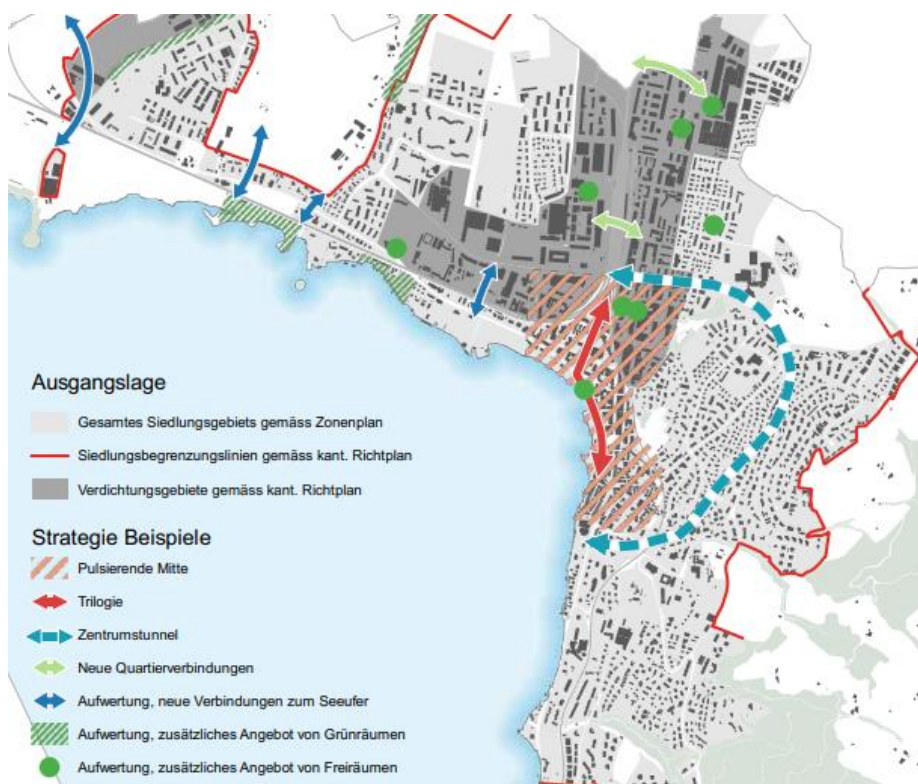 Ausgangslage
Gesamtes Siedlungsgebiets gemäss Zonenplan
Siedlungsbegrenzungslinien gemäss kant. Richtplan
Verdichtungsgebiete gemäss kant. Richtplan
Strategie Beispiele
Pulsierende Mitte
Trilogie
Zentrumstunnel
Neue Quartierverbindungen
Aufwertung, neue Verbindungen zum Seeufer
Aufwertung, zusätzliches Angebot von Grünräumen
Aufwertung, zusätzliches Angebot von Freiräumen